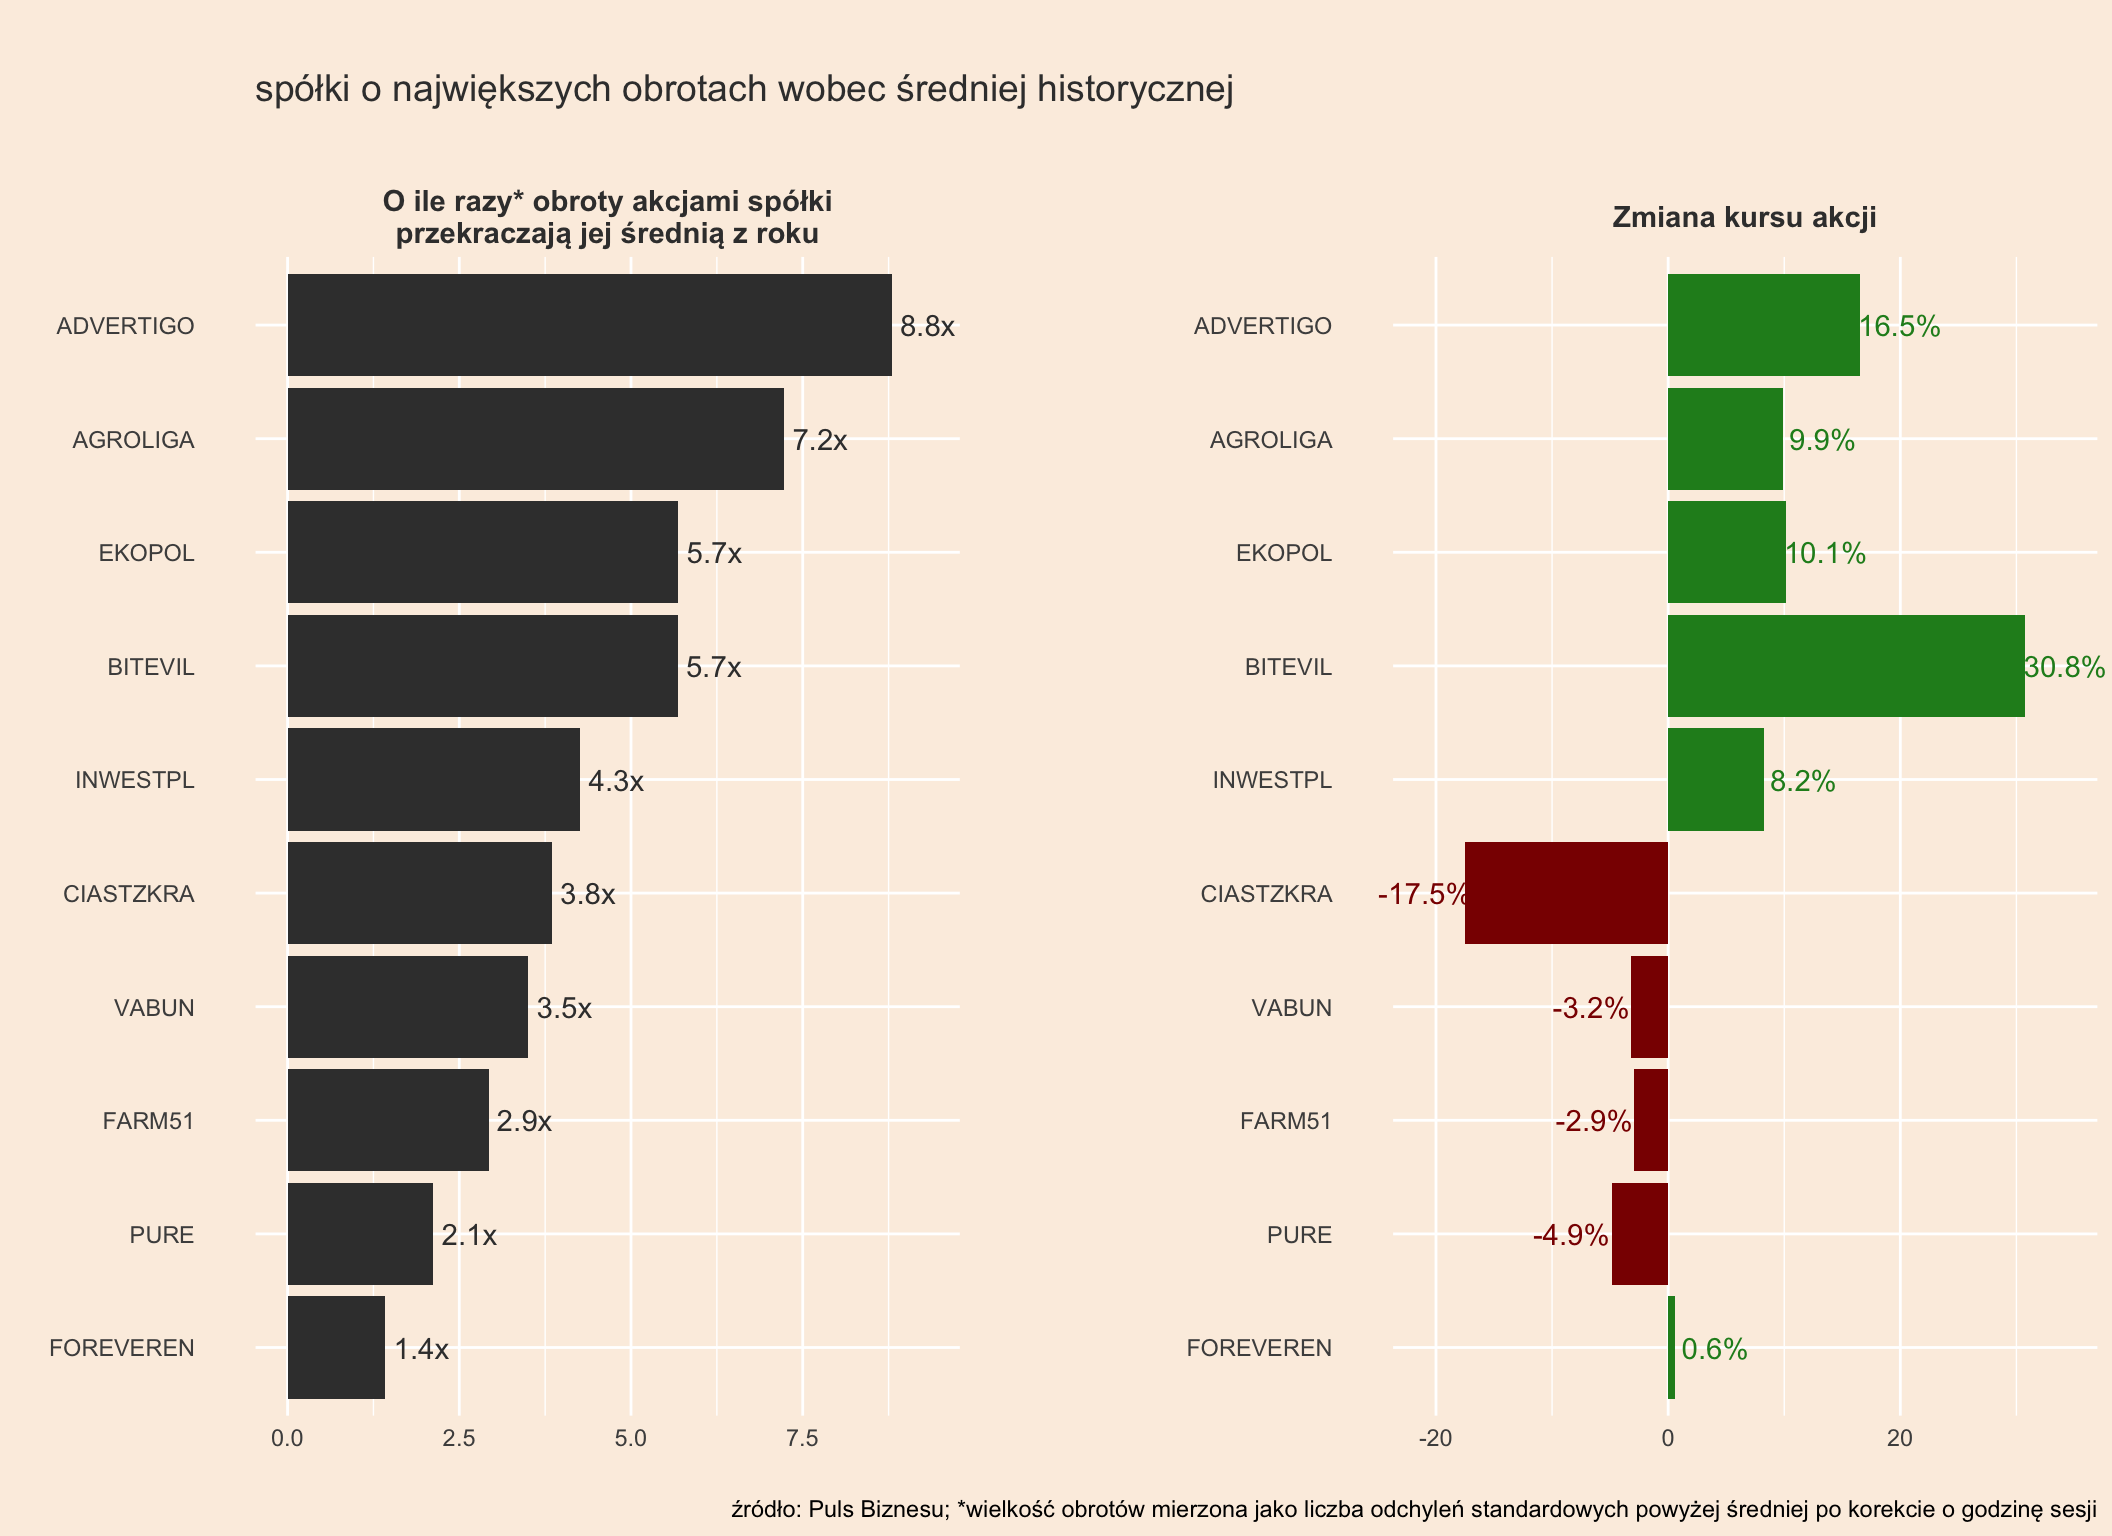 spółki o największych obrotach wobec średniej historycznej
O ile razy* obroty akcjami spółki
przekraczają jej średnią z roku
ADVERTIGO 8.8x
AGROLIGA 7.2x
EKOPOL 5.7x
BITEVIL 5.7x
INWESTPL 4.3x
CIASTZKRA 3.8x
VABUN 3.5x
FARM51 2.9x
PURE 2.1x
FOREVEREN 1.4x
0.0 2.5 5.0 7.5
Zmiana kursu akcji
ADVERTIGO 16.5%
AGROLIGA 9.9%
EKOPOL 10.1%
BITEVIL 30.8%
INWESTPL 8.2%
CIASTZKRA -17.5%
VABUN -3.2%
FARM51 -2.9%
PURE -4.9%
FOREVEREN 0.6%
-20 0 20
źródło: Puls Biznesu; *wielkość obrotów mierzona jako liczba odchyleń standardowych powyżej średniej po korekcie o godzinę sesji